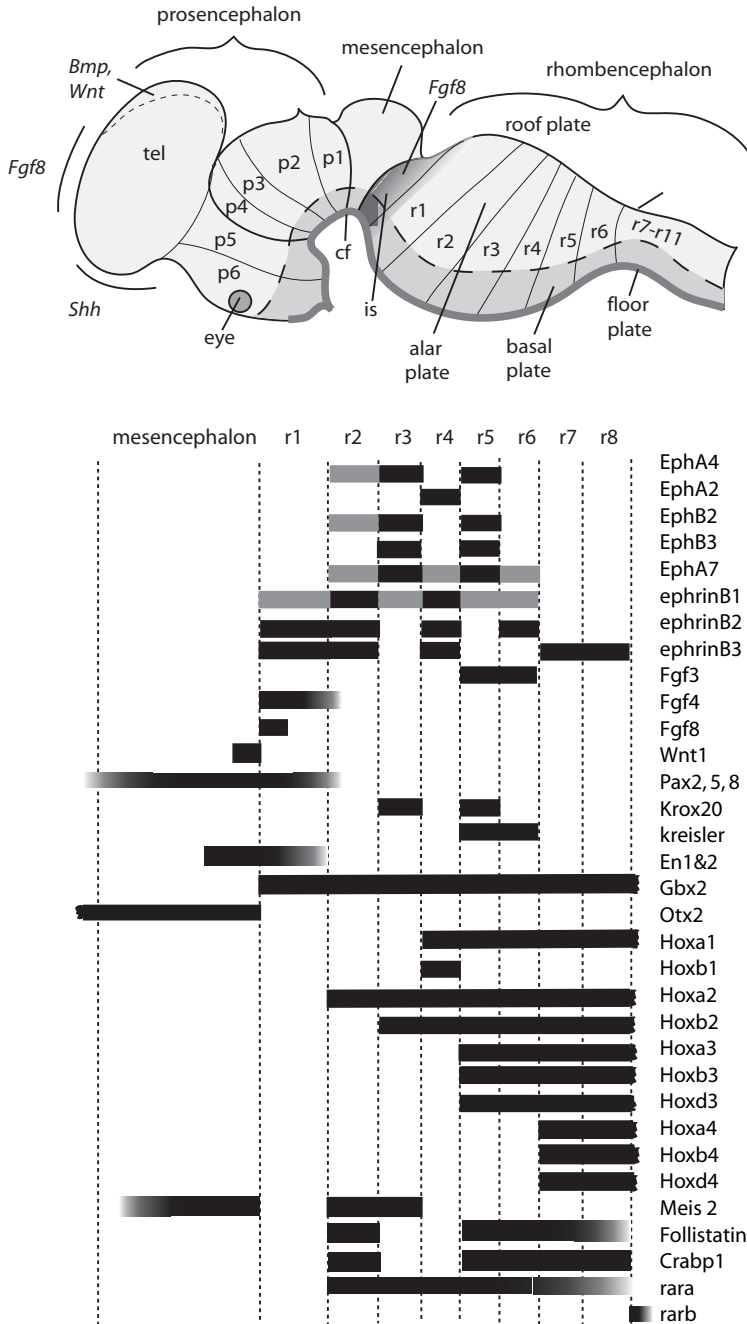 prosencephalon
mesencephalon
rhombencephalon
Bmp,
Wnt
Fgf8
roof plate
Fgf8
tel
p1
p2
p3
p4
p5
p6
r1
r2
r3
r4
r5
r6
r7-r11
cf
is
Shh
eye
alar
plate
basal
plate
floor
plate
mesencephalon r1 r2 r3 r4 r5 r6 r7 r8
EphA4
EphA2
EphB2
EphB3
EphA7
ephrinB1
ephrinB2
ephrinB3
Fgf3
Fgf4
Fgf8
Wnt1
Pax2, 5, 8
Krox20
kreisler
En1&2
Gbx2
Otx2
Hoxa1
Hoxb1
Hoxa2
Hoxb2
Hoxa3
Hoxb3
Hoxd3
Hoxa4
Hoxb4
Hoxd4
Meis 2
Follistatin
Crabp1
rara
rarb